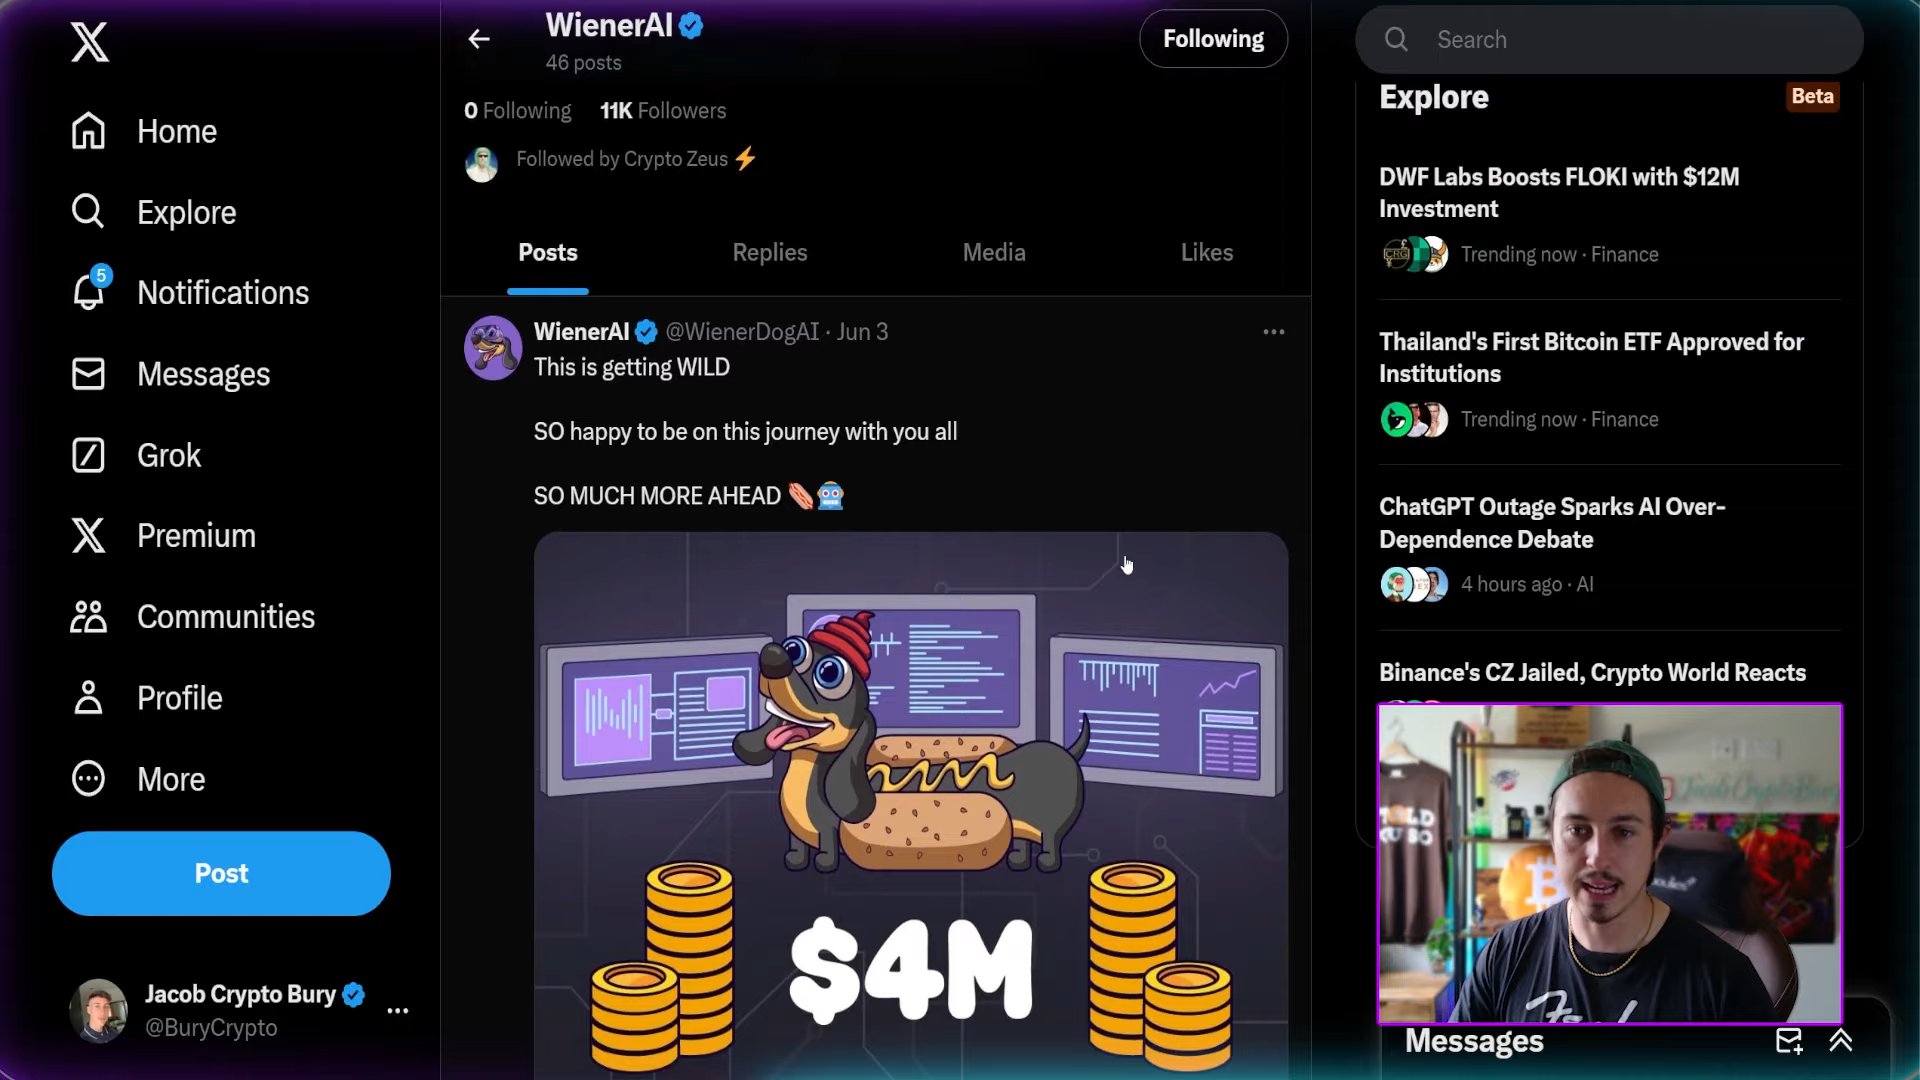 Home
Explore
5
Notifications
Messages
Grok
Premium
Communities
Profile
More
Post
Jacob Crypto Bury
@BuryCrypto
WienerAI
46 posts
Following
0 Following 11K Followers
Followed by Crypto Zeus ⚡
Posts Replies Media Likes
WienerAI @WienerDogAI · Jun 3
This is getting WILD
SO happy to be on this journey with you all
SO MUCH MORE AHEAD 🌭🤖
$4M
Search
Explore Beta
DWF Labs Boosts FLOKI with $12M
Investment
Trending now · Finance
Thailand's First Bitcoin ETF Approved for
Institutions
Trending now · Finance
ChatGPT Outage Sparks AI Over-
Dependence Debate
4 hours ago · AI
Binance's CZ Jailed, Crypto World Reacts
Messages